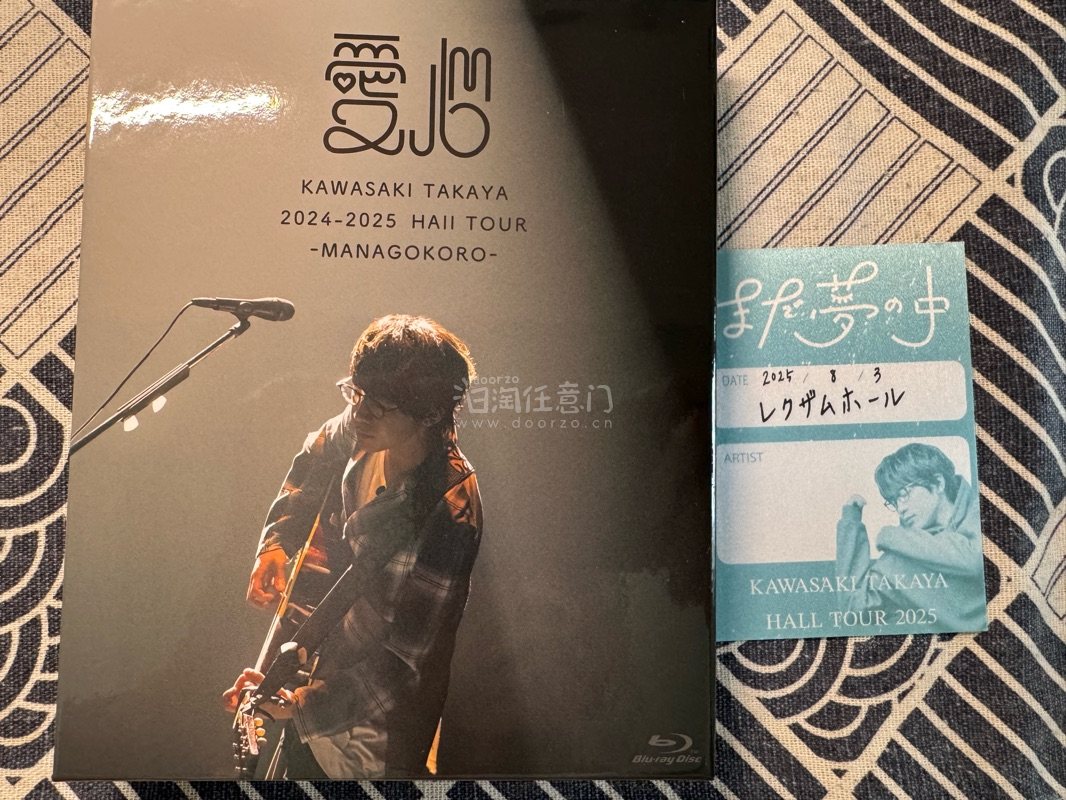 愛心
KAWASAKI TAKAYA
2024-2025 HAll TOUR
-MANAGOKORO-
doorzo
汩淘任意门
www.doorzo.cn
Blu-ray Disc
まだ、夢の中
DATE 2025 / 8 / 3
レクザムホール
ARTIST
KAWASAKI TAKAYA
HALL TOUR 2025